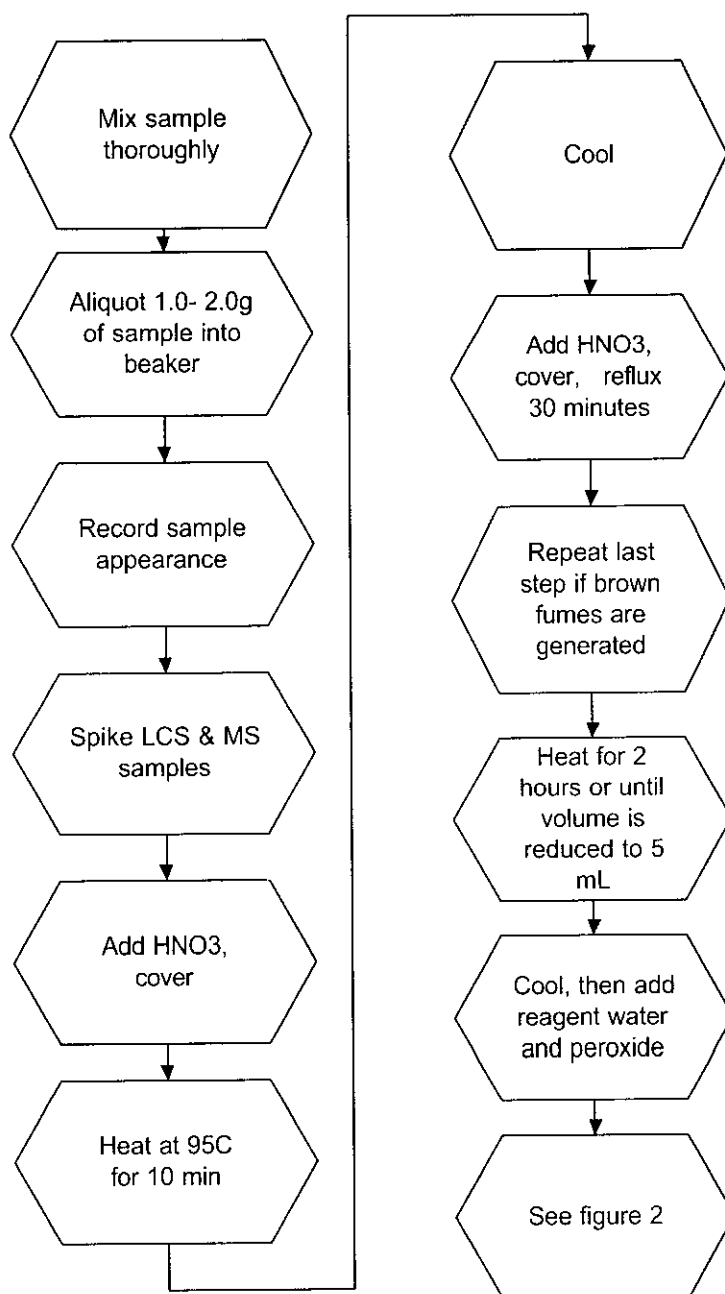 Mix sample
thoroughly
Aliquot 1.0- 2.0g
of sample into
beaker
Record sample
appearance
Spike LCS & MS
samples
Add HNO3,
cover
Heat at 95C
for 10 min
Cool
Add HNO3,
cover, reflux
30 minutes
Repeat last
step if brown
fumes are
generated
Heat for 2
hours or until
volume is
reduced to 5
mL
Cool, then add
reagent water
and peroxide
See figure 2